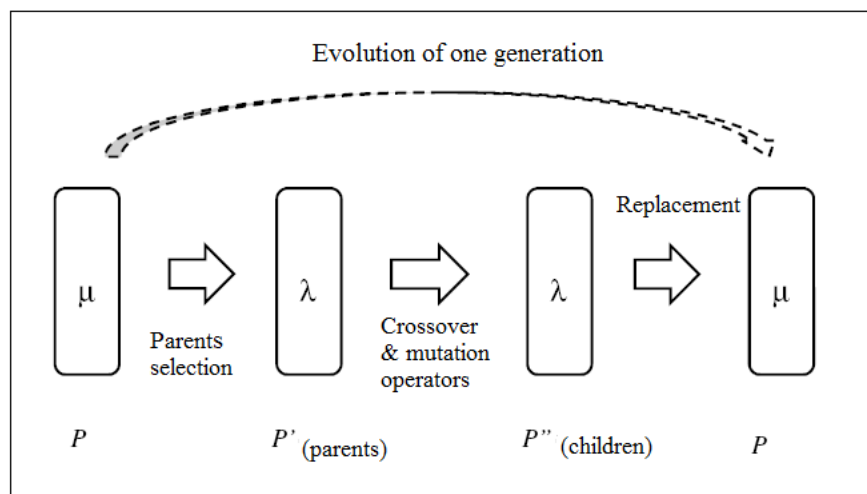 Evolution of one generation
Replacement
μ
λ
λ
μ
Parents
selection
Crossover
& mutation
operators
P
P’ (parents)
P’’ (children)
P